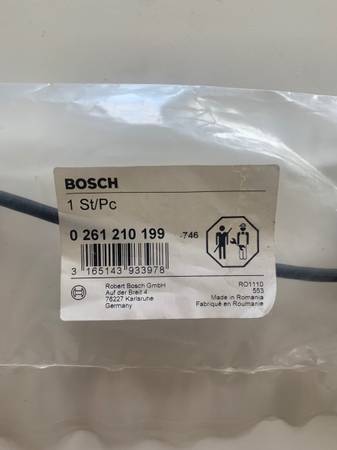 BOSCH
1 St/Pc
0 261 210 199 746
3 165143 933978
Robert Bosch GmbH
Auf der Breit 4
76227 Karlsruhe
Germany
RO1110
553
Made in Romania
Fabriqué en Roumanie